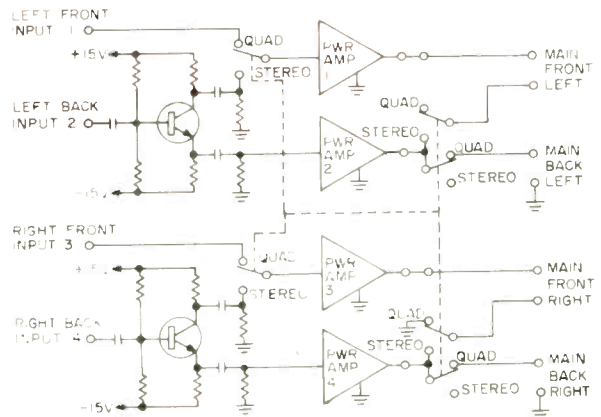 LEFT FRONT
INPUT 1
QUAD
+15V
STEREO
PWR
AMP
1
MAIN
FRONT
LEFT
LEFT BACK
INPUT 2
QUAD
STEREO
PWR
AMP
2
QUAD
STEREO
MAIN
BACK
LEFT
-15V
RIGHT FRONT
INPUT 3
QUAD
STEREO
PWR
AMP
3
MAIN
FRONT
RIGHT
RIGHT BACK
INPUT 4
QUAD
STEREO
PWR
AMP
4
QUAD
STEREO
MAIN
BACK
RIGHT
-15V